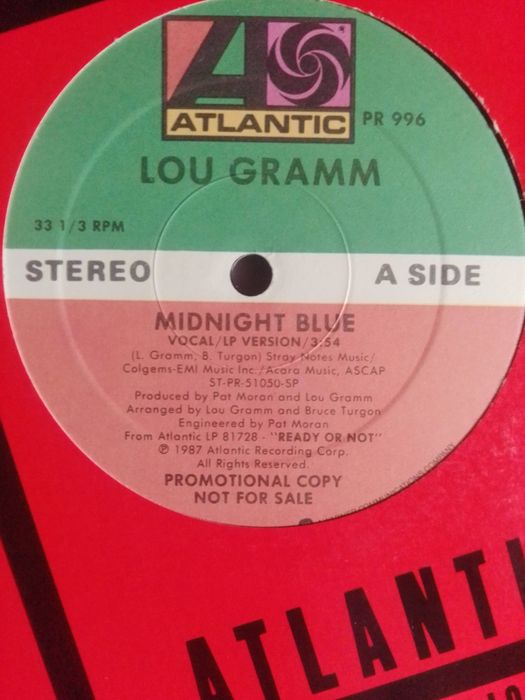 ATLANTIC
PR 996
LOU GRAMM
33 1/3 RPM
STEREO
A SIDE
MIDNIGHT BLUE
VOCAL/LP VERSION/3:54
(L. Gramm, B. Turgon) Stray Notes Music/
Colgems-EMI Music Inc./Acara Music, ASCAP
ST-PR-51050-SP
Produced by Pat Moran and Lou Gramm
Arranged by Lou Gramm and Bruce Turgon
Engineered by Pat Moran
From Atlantic LP 81728 - "READY OR NOT"
℗ 1987 Atlantic Recording Corp.
All Rights Reserved.
PROMOTIONAL COPY
NOT FOR SALE
COMMUNICATIONS COMPANY
ATLANTI